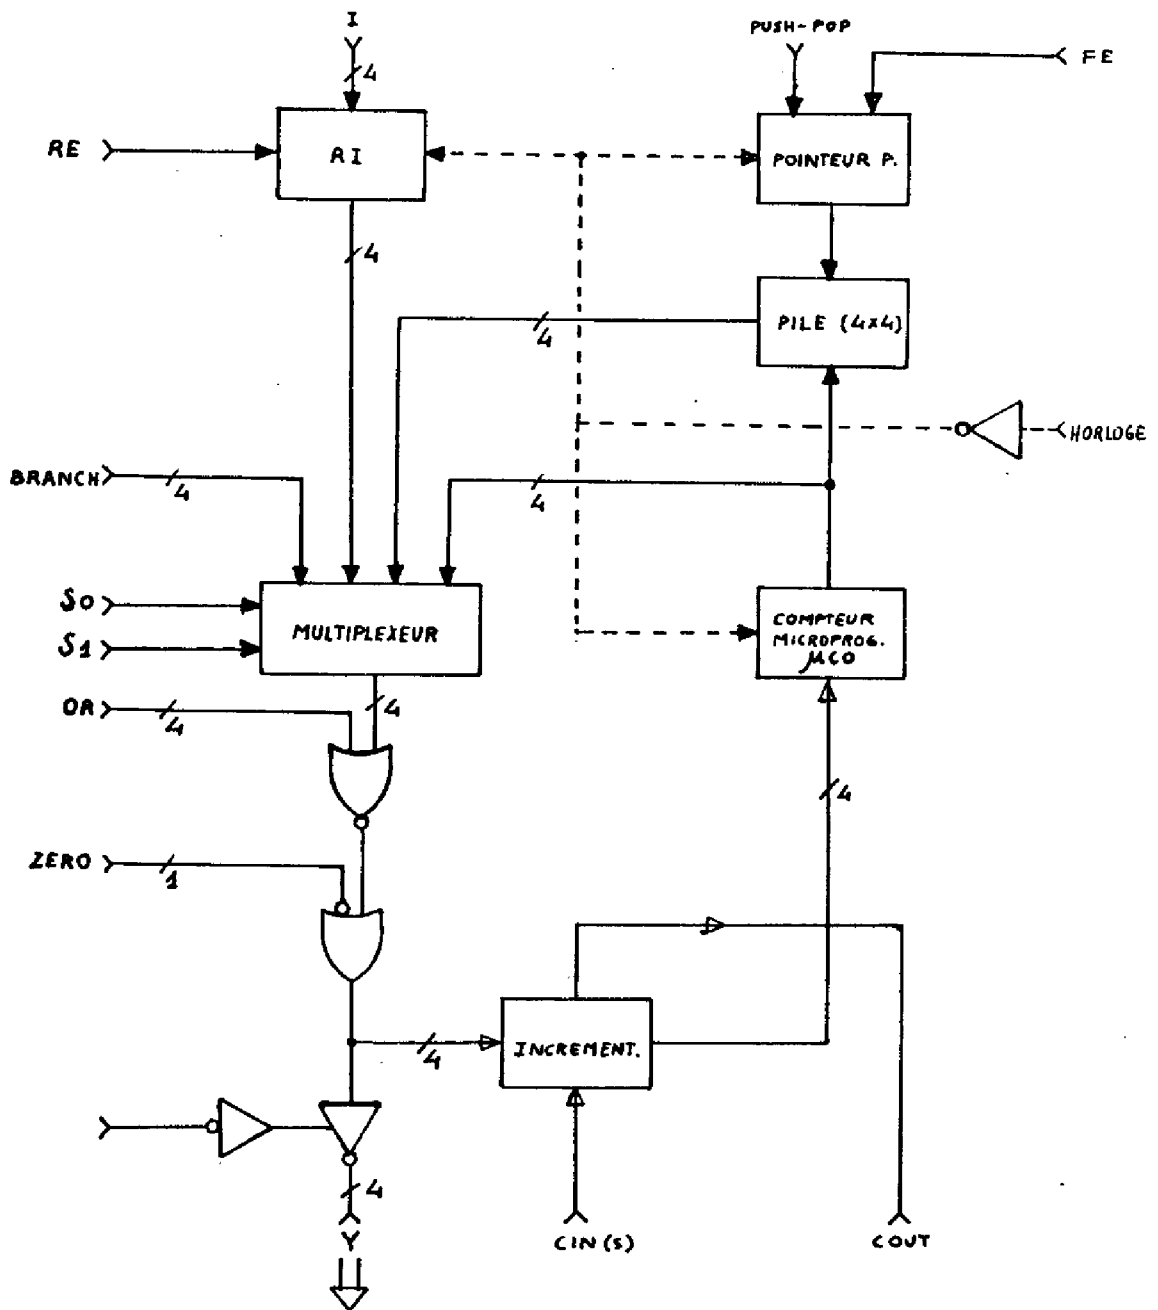 I
PUSH-POP
FE
4
RE
RI
POINTEUR P.
4
PILE (4x4)
4
HORLOGE
BRANCH
4
4
S0
S1
MULTIPLEXEUR
COMPTEUR
MICROPROG.
μCO
OR
4
4
4
ZERO
1
4
INCREMENT.
4
Y
CIN(S)
COUT